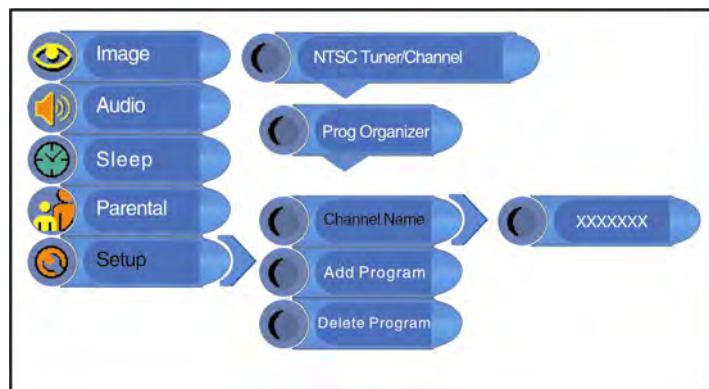 Image
Audio
Sleep
Parental
Setup
NTSC Tuner/Channel
Prog Organizer
Channel Name
Add Program
Delete Program
XXXXXXX